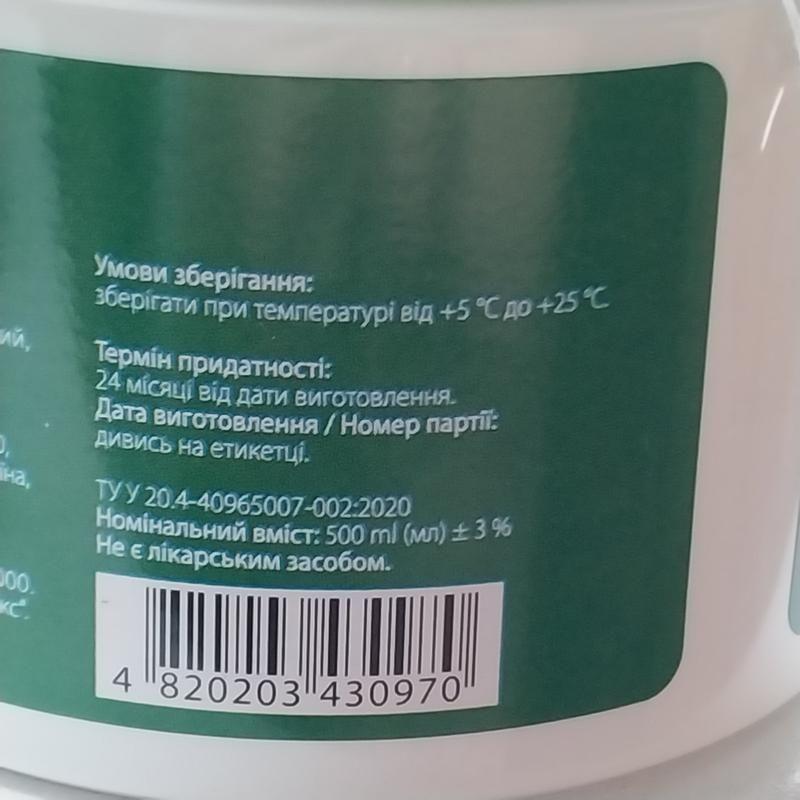 Умови зберігання:
зберігати при температурі від +5 °C до +25 °C
Термін придатності:
24 місяці від дати виготовлення.
Дата виготовлення / Номер партії:
дивись на етикетці.
ТУ У 20.4-40965007-002:2020
Номінальний вміст: 500 ml (мл) ± 3 %
Не є лікарським засобом.
4 820203 430970